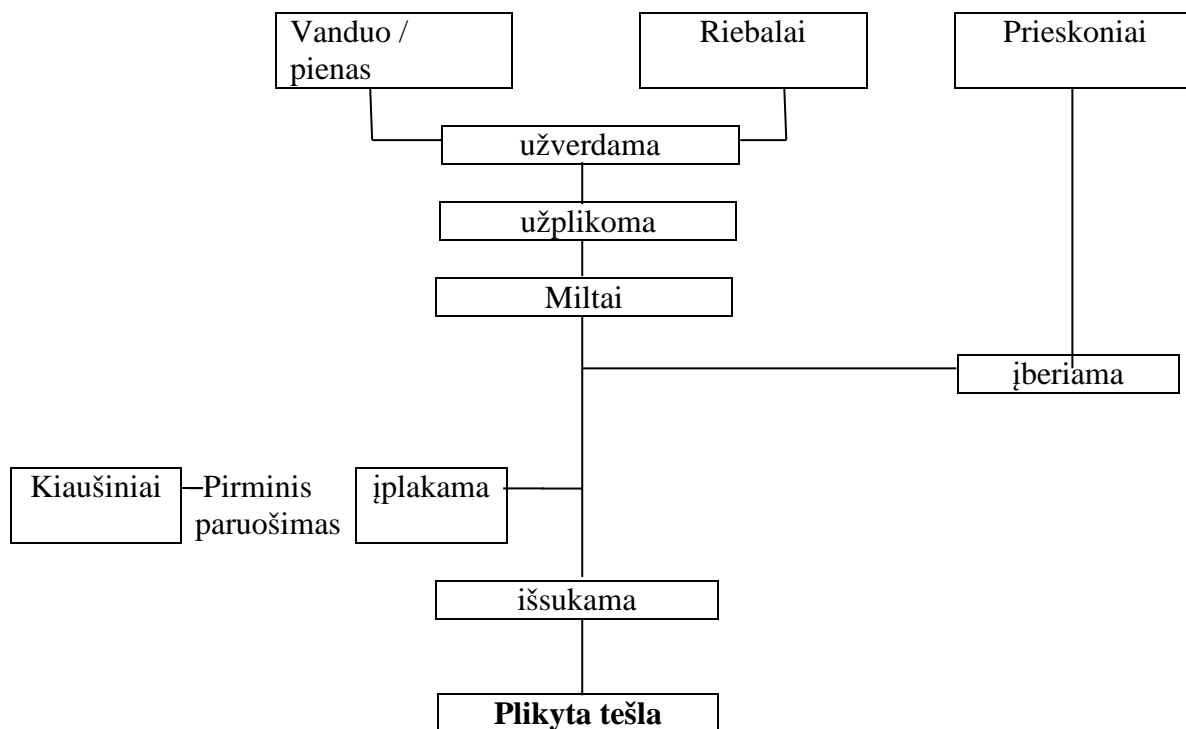 Vanduo /
pienas
Riebalai
Prieskoniai
užverdama
užplikoma
Miltai
įberiama
Kiaušiniai
Pirminis
paruošimas
įplakama
išsukama
Plikyta tešla